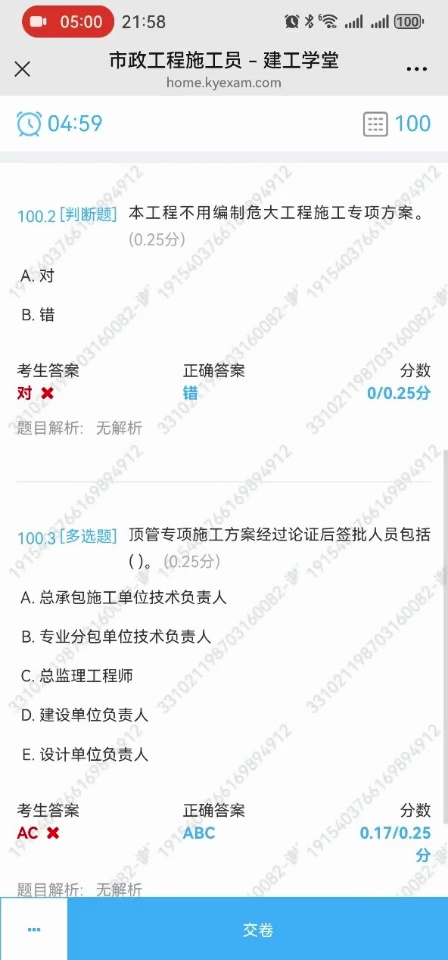 05:00 21:58 6 100
市政工程施工员 - 建工学堂
home.kyexam.com
04:59 100
100.2 [判断题] 本工程不用编制危大工程施工专项方案。
(0.25分)
A. 对
B. 错
考生答案 正确答案 分数
对 错 0/0.25分
题目解析: 无解析
100.3 [多选题] 顶管专项施工方案经过论证后签批人员包括
( )。 (0.25分)
A. 总承包施工单位技术负责人
B. 专业分包单位技术负责人
C. 总监理工程师
D. 建设单位负责人
E. 设计单位负责人
考生答案 正确答案 分数
AC ABC 0.17/0.25
分
题目解析: 无解析
交卷